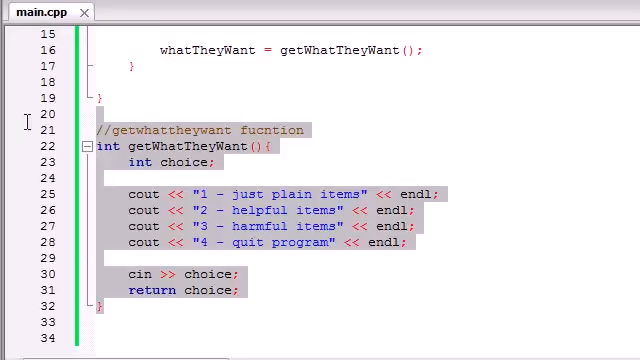 main.cpp
15
16 whatTheyWant = getWhatTheyWant();
17 }
18
19 }
20
21 //getwhattheywant fucntion
22 int getWhatTheyWant(){
23 int choice;
24
25 cout << "1 - just plain items" << endl;
26 cout << "2 - helpful items" << endl;
27 cout << "3 - harmful items" << endl;
28 cout << "4 - quit program" << endl;
29
30 cin >> choice;
31 return choice;
32 }
33
34